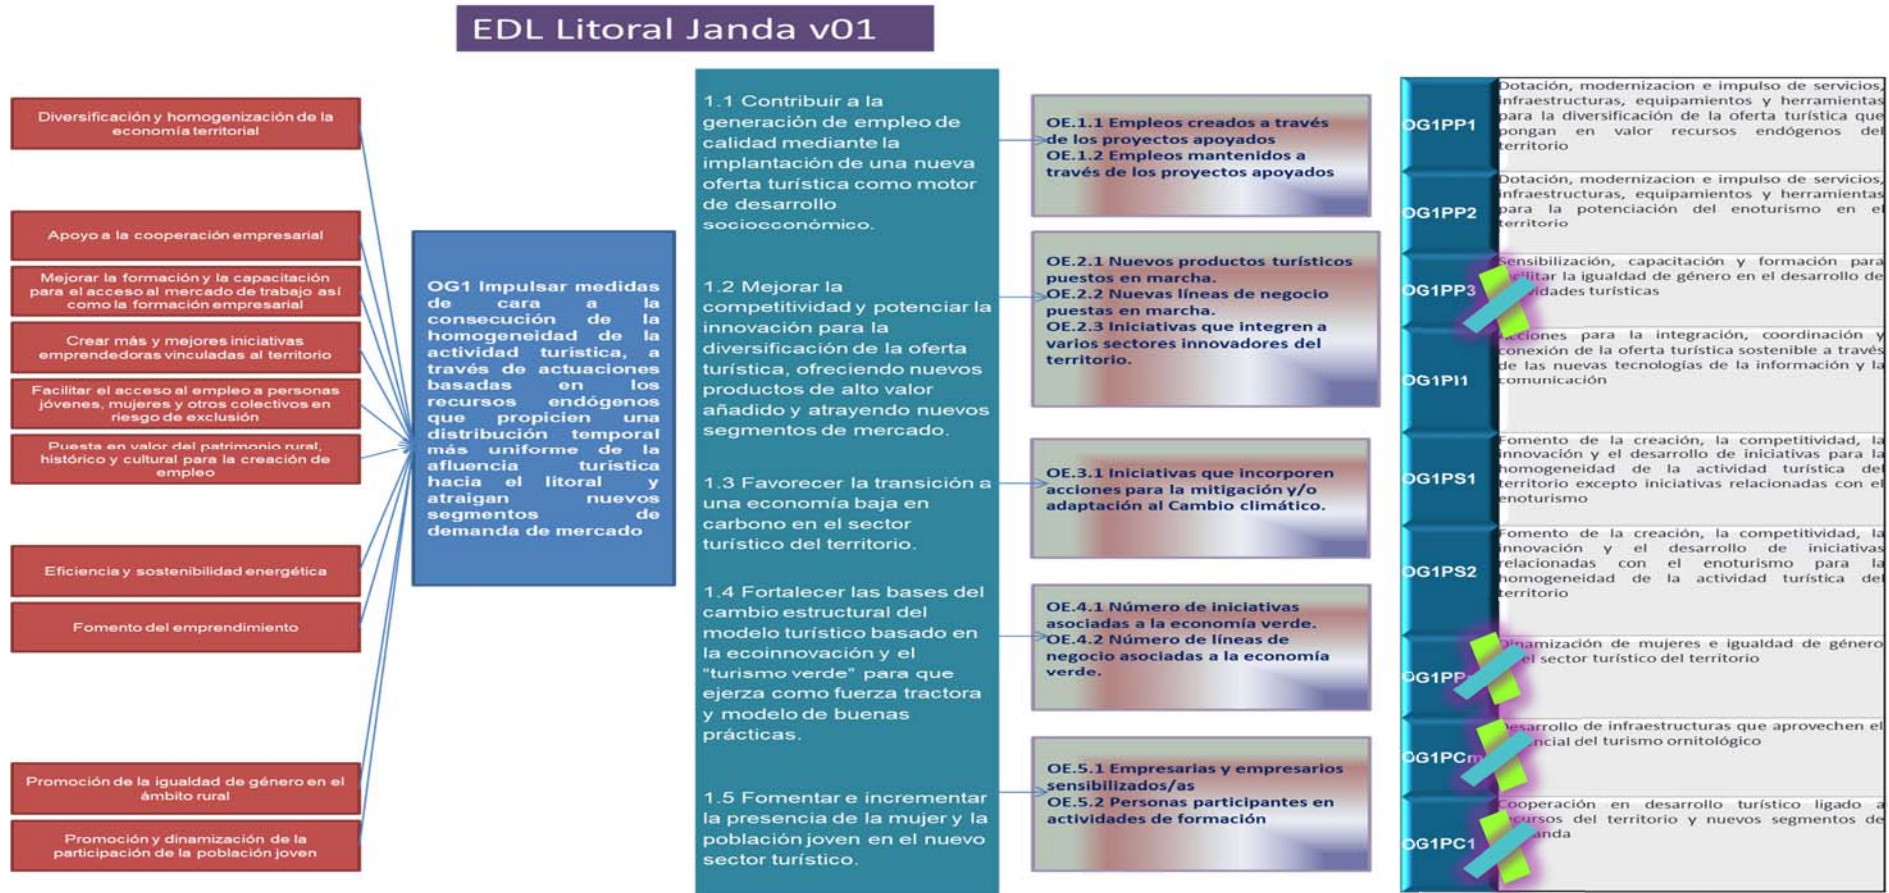 EDL Litoral Janda v01
Diversificación y homogenización de la
economía territorial
Apoyo a la cooperación empresarial
Mejorar la formación y la capacitación
para el acceso al mercado de trabajo así
como la formación empresarial
Crear más y mejores iniciativas
emprendedoras vinculadas al territorio
Facilitar el acceso al empleo a personas
jóvenes, mujeres y otros colectivos en
riesgo de exclusión
Puesta en valor del patrimonio rural,
histórico y cultural para la creación de
empleo
Eficiencia y sostenibilidad energética
Fomento del emprendimiento
Promoción de la igualdad de género en el
ámbito rural
Promoción y dinamización de la
participación de la población joven
OG1 Impulsar medidas
de cara a la
consecución de la
homogeneidad de la
actividad turistica, a
través de actuaciones
basadas en los
recursos endógenos
que propicien una
distribución temporal
más uniforme de la
afluencia turística
hacia el litoral y
atraigan nuevos
segmentos de
demanda de mercado
1.1 Contribuir a la
generación de empleo de
calidad mediante la
implantación de una nueva
oferta turística como motor
de desarrollo
socioeconómico.
1.2 Mejorar la
competitividad y potenciar la
innovación para la
diversificación de la oferta
turística, ofreciendo nuevos
productos de alto valor
añadido y atrayendo nuevos
segmentos de mercado.
1.3 Favorecer la transición a
una economía baja en
carbono en el sector
turístico del territorio.
1.4 Fortalecer las bases del
cambio estructural del
modelo turístico basado en
la ecoinnovación y el
"turismo verde" para que
ejerza como fuerza tractora
y modelo de buenas
prácticas.
1.5 Fomentar e incrementar
la presencia de la mujer y la
población joven en el nuevo
sector turístico.
OE.1.1 Empleos creados a través
de los proyectos apoyados
OE.1.2 Empleos mantenidos a
través de los proyectos apoyados
OE.2.1 Nuevos productos turísticos
puestos en marcha.
OE.2.2 Nuevas líneas de negocio
puestas en marcha.
OE.2.3 Iniciativas que integren a
varios sectores innovadores del
territorio.
OE.3.1 Iniciativas que incorporen
acciones para la mitigación y/o
adaptación al Cambio climático.
OE.4.1 Número de iniciativas
asociadas a la economía verde.
OE.4.2 Número de líneas de
negocio asociadas a la economía
verde.
OE.5.1 Empresarias y empresarios
sensibilizados/as
OE.5.2 Personas participantes en
actividades de formación
OG1PP1
Dotación, modernizacion e impulso de servicios,
infraestructuras, equipamientos y herramientas
para la diversificación de la oferta turística que
pongan en valor recursos endógenos del
territorio
OG1PP2
Dotación, modernizacion e impulso de servicios,
infraestructuras, equipamientos y herramientas
para la potenciación del enoturismo en el
territorio
OG1PP3
Sensibilización, capacitación y formación para
la igualdad de género en el desarrollo de
turísticas
OG1PI1
para la integración, coordinación y
conexión de la oferta turística sostenible a través
de las nuevas tecnologías de la información y la
comunicación
OG1PS1
Fomento de la creación, la competitividad, la
innovación y el desarrollo de iniciativas para la
homogeneidad de la actividad turística del
territorio excepto iniciativas relacionadas con el
enoturismo
OG1PS2
Fomento de la creación, la competitividad, la
innovación y el desarrollo de iniciativas
relacionadas con el enoturismo para la
homogeneidad de la actividad turística del
territorio
OG1PP
Dinamización de mujeres e igualdad de género
el sector turístico del territorio
OG1PCm
Desarrollo de infraestructuras que aprovechen el
del turismo ornitológico
OG1PC1
Cooperación en desarrollo turístico ligado a
del territorio y nuevos segmentos de